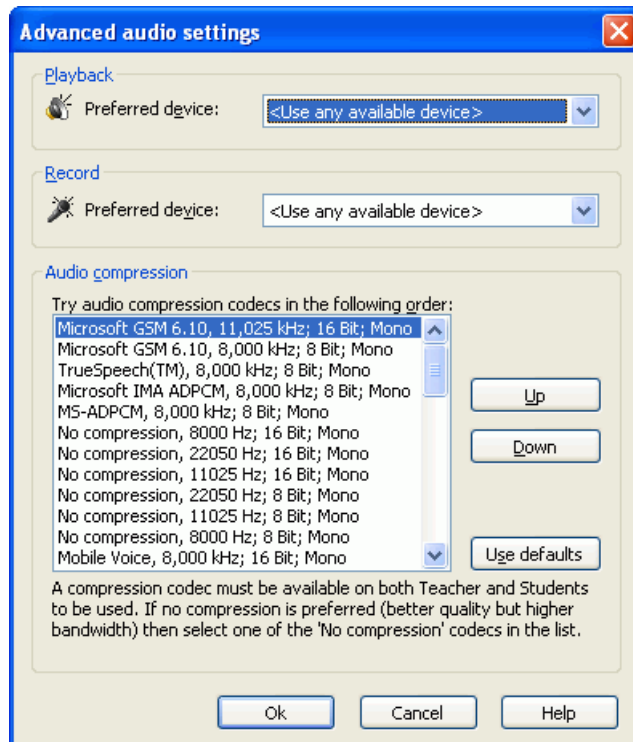 Advanced audio settings
Playback
Preferred device:
<Use any available device>
Record
Preferred device:
<Use any available device>
Audio compression
Try audio compression codecs in the following order:
Microsoft GSM 6.10, 11,025 kHz; 16 Bit; Mono
Microsoft GSM 6.10, 8,000 kHz; 8 Bit; Mono
TrueSpeech(TM), 8,000 kHz; 8 Bit; Mono
Microsoft IMA ADPCM, 8,000 kHz; 8 Bit; Mono
MS-ADPCM, 8,000 kHz; 8 Bit; Mono
No compression, 8000 Hz; 16 Bit; Mono
No compression, 22050 Hz; 16 Bit; Mono
No compression, 11025 Hz; 16 Bit; Mono
No compression, 22050 Hz; 8 Bit; Mono
No compression, 11025 Hz; 8 Bit; Mono
No compression, 8000 Hz; 8 Bit; Mono
Mobile Voice, 8,000 kHz; 16 Bit; Mono
Up
Down
Use defaults
A compression codec must be available on both Teacher and Students
to be used. If no compression is preferred (better quality but higher
bandwidth) then select one of the 'No compression' codecs in the list.
Ok
Cancel
Help